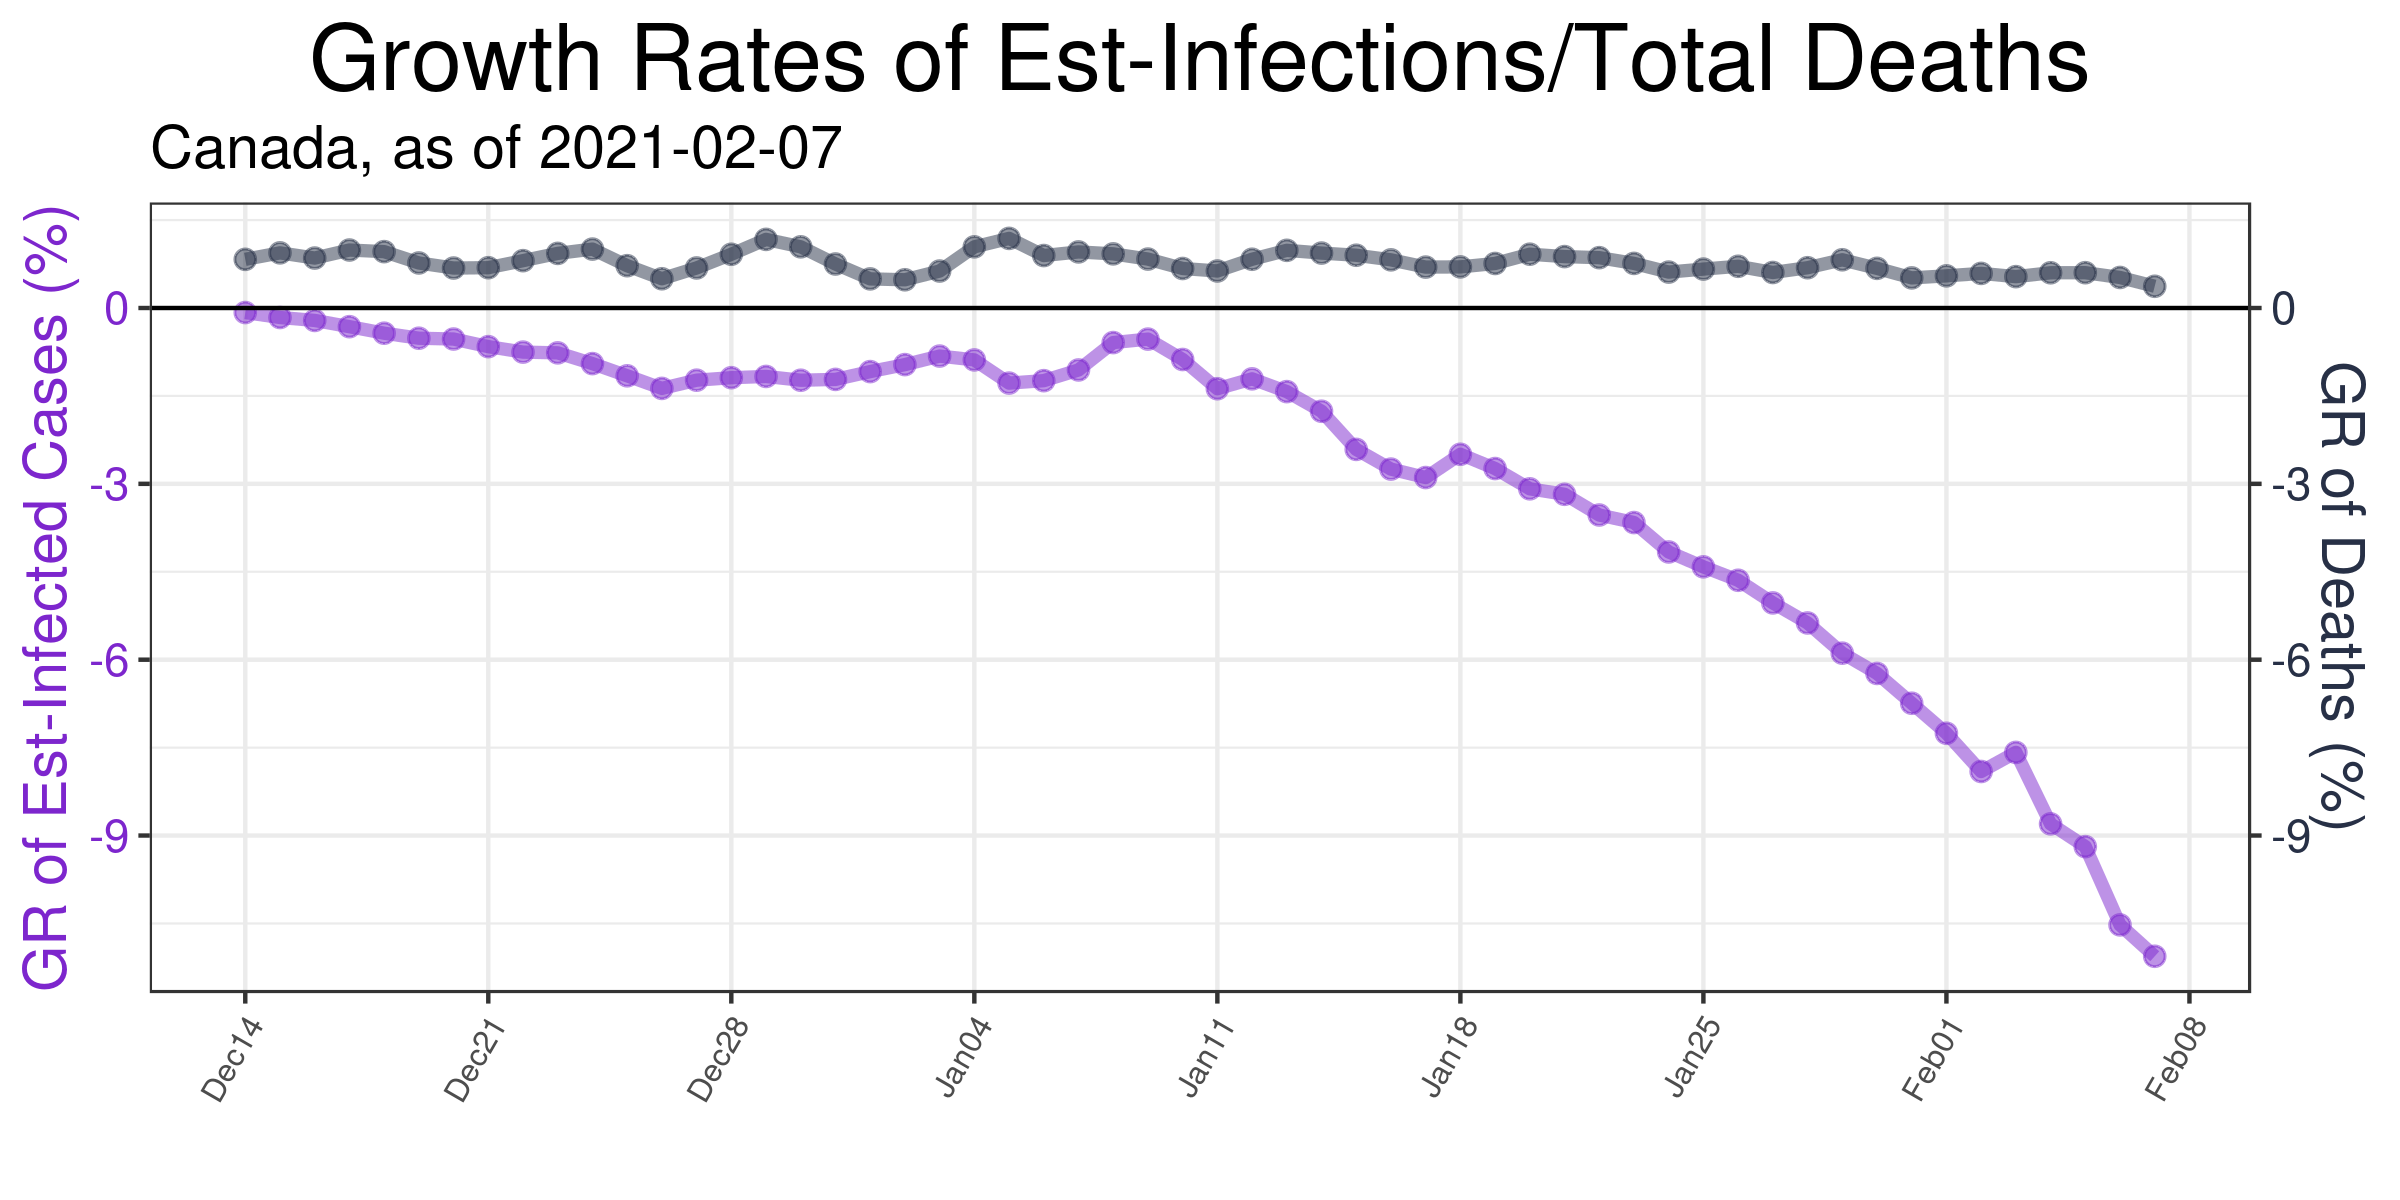 Growth Rates of Est-Infections/Total Deaths
Canada, as of 2021-02-07
GR of Est-Infected Cases (%)
0
-3
-6
-9
0
-3
-6
-9
GR of Deaths (%)
Dec14
Dec21
Dec28
Jan04
Jan11
Jan18
Jan25
Feb01
Feb08